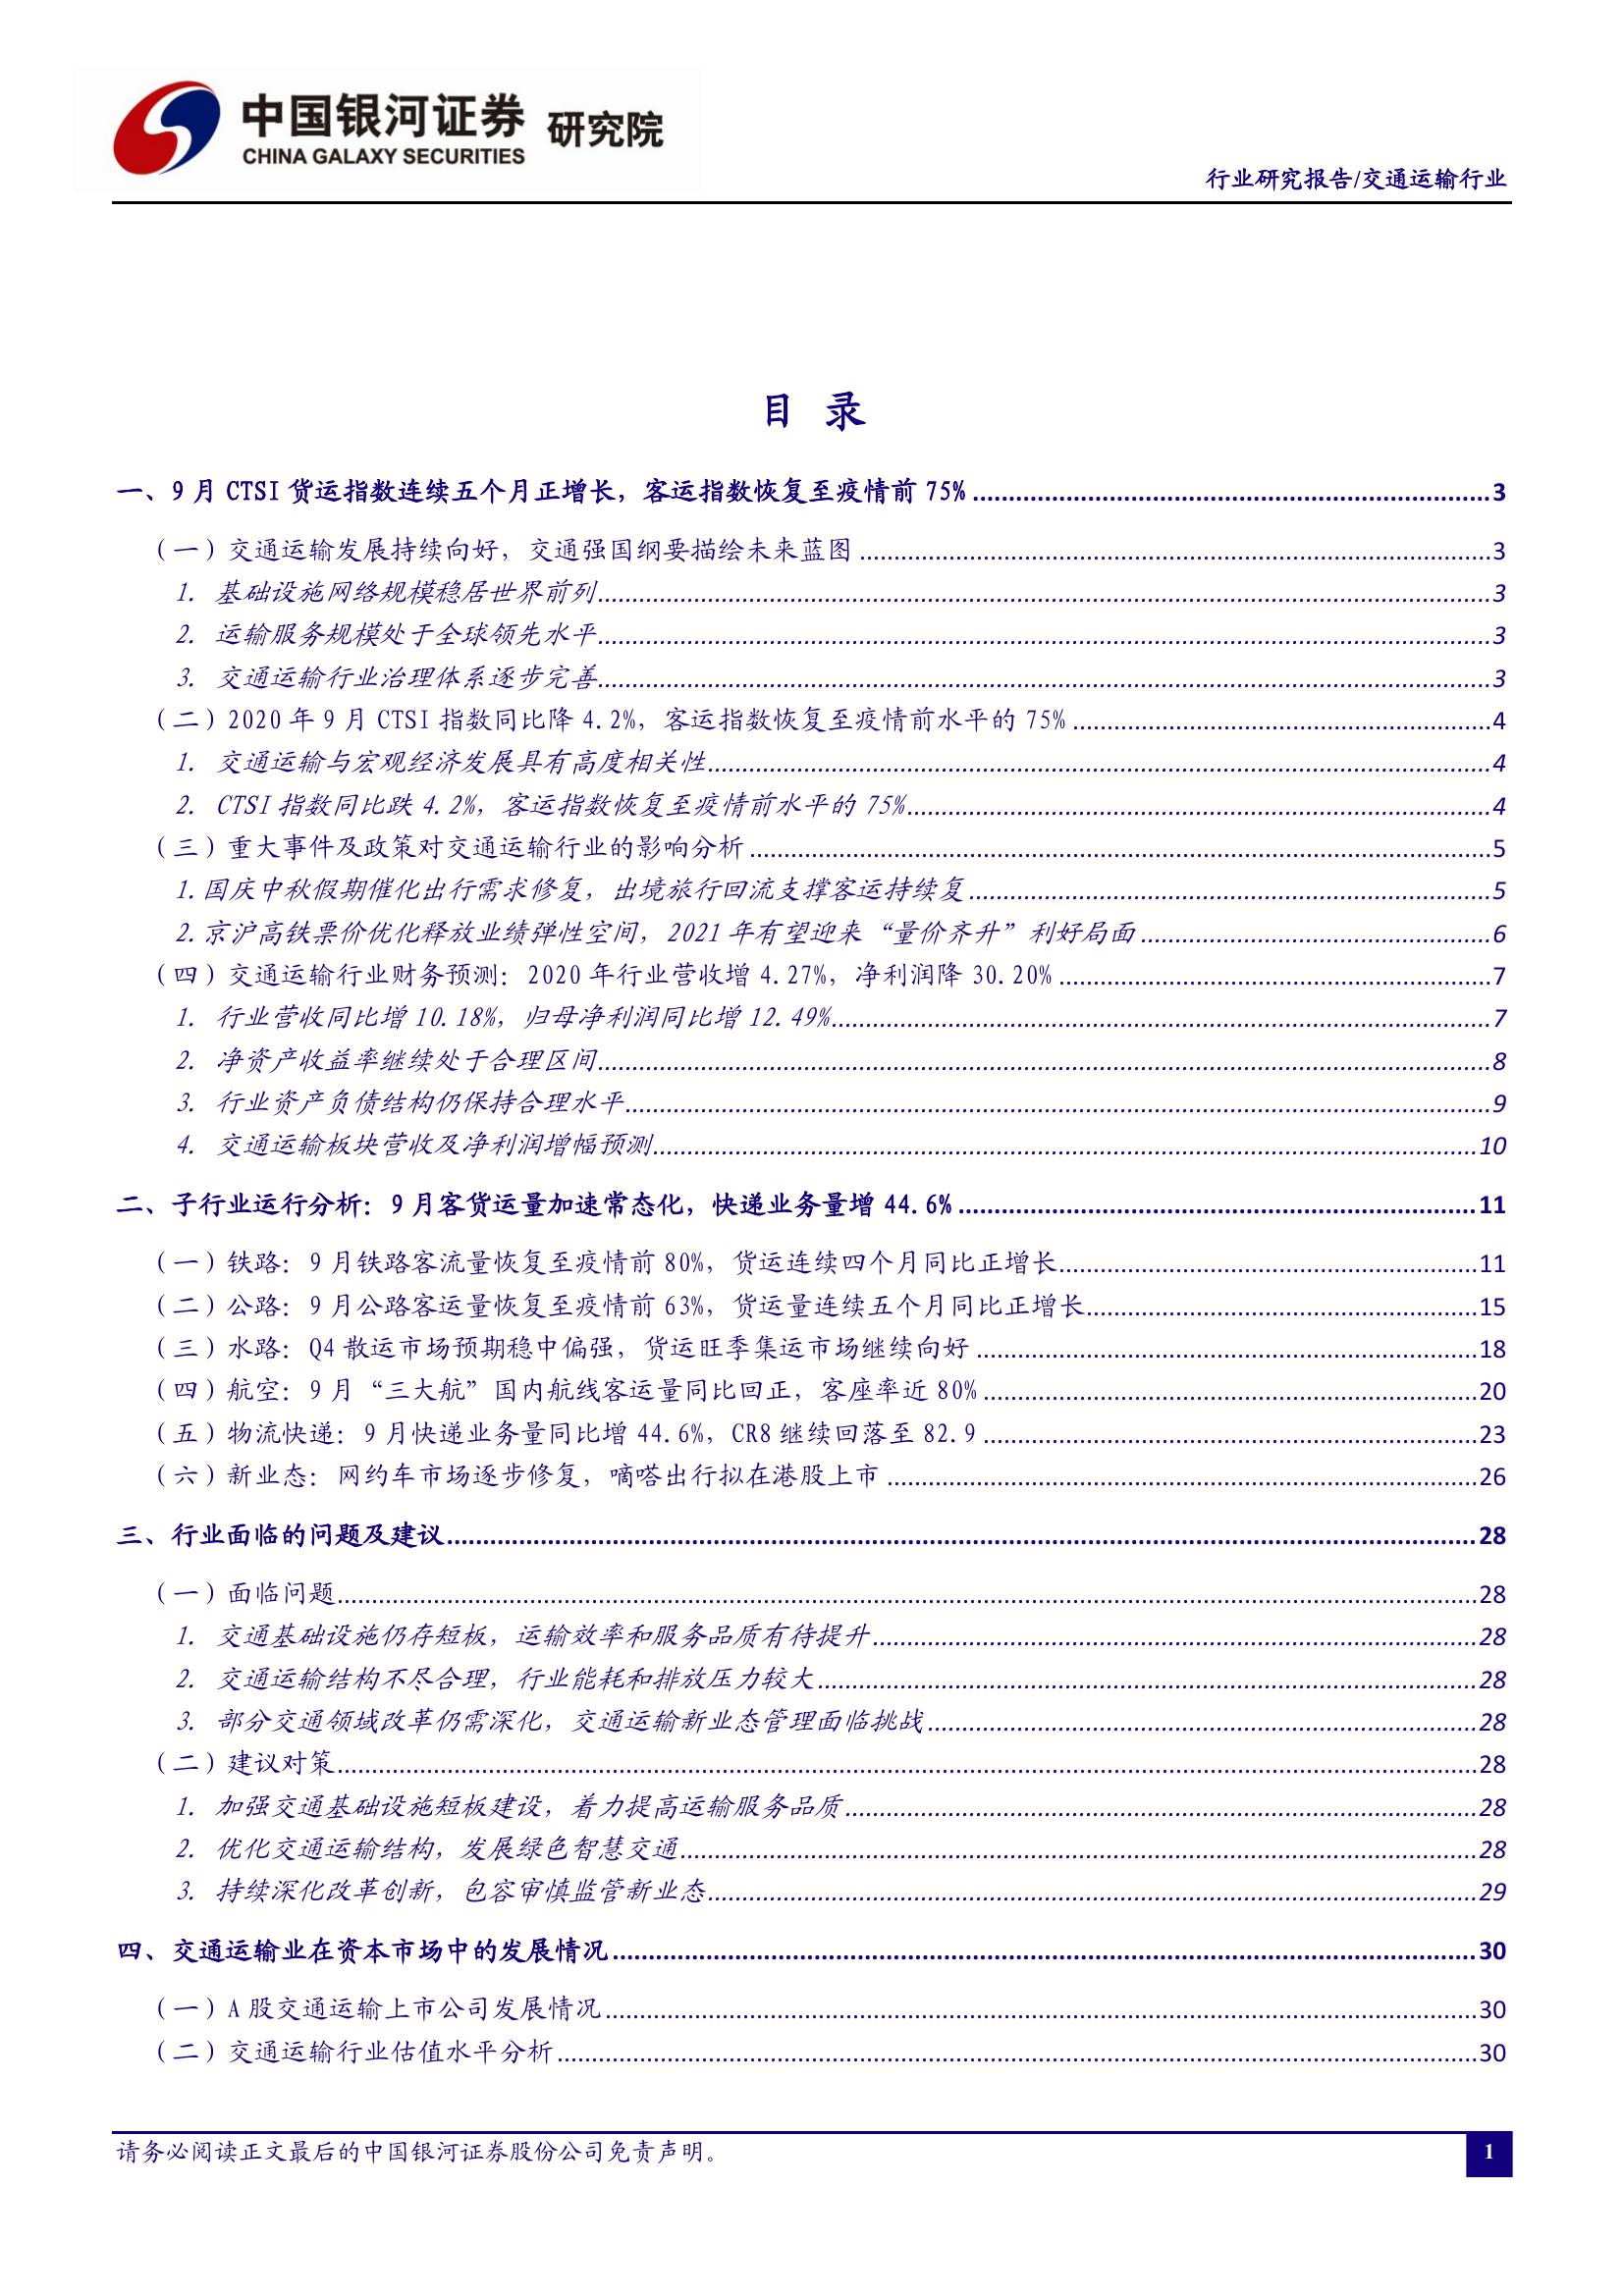 中国银河证券 研究院
CHINA GALAXY SECURITIES
行业研究报告/交通运输行业
目 录
一、9 月 CTSI 货运指数连续五个月正增长，客运指数恢复至疫情前 75% ........ 3
（一）交通运输发展持续向好，交通强国纲要描绘未来蓝图 ........ 3
1. 基础设施网络规模稳居世界前列 ........ 3
2. 运输服务规模处于全球领先水平 ........ 3
3. 交通运输行业治理体系逐步完善 ........ 3
（二）2020 年 9 月 CTSI 指数同比降 4.2%，客运指数恢复至疫情前水平的 75% ........ 4
1. 交通运输与宏观经济发展具有高度相关性 ........ 4
2. CTSI 指数同比跌 4.2%，客运指数恢复至疫情前水平的 75% ........ 4
（三）重大事件及政策对交通运输行业的影响分析 ........ 5
1.国庆中秋假期催化出行需求修复，出境旅行回流支撑客运持续复 ........ 5
2.京沪高铁票价优化释放业绩弹性空间，2021 年有望迎来“量价齐升”利好局面 ........ 6
（四）交通运输行业财务预测：2020 年行业营收增 4.27%，净利润降 30.20% ........ 7
1. 行业营收同比增 10.18%，归母净利润同比增 12.49% ........ 7
2. 净资产收益率继续处于合理区间 ........ 8
3. 行业资产负债结构仍保持合理水平 ........ 9
4. 交通运输板块营收及净利润增幅预测 ........ 10
二、子行业运行分析：9 月客货运量加速常态化，快递业务量增 44.6% ........ 11
（一）铁路：9 月铁路客流量恢复至疫情前 80%，货运连续四个月同比正增长 ........ 11
（二）公路：9 月公路客运量恢复至疫情前 63%，货运量连续五个月同比正增长 ........ 15
（三）水路：Q4 散运市场预期稳中偏强，货运旺季集运市场继续向好 ........ 18
（四）航空：9 月“三大航”国内航线客运量同比回正，客座率近 80% ........ 20
（五）物流快递：9 月快递业务量同比增 44.6%，CR8 继续回落至 82.9 ........ 23
（六）新业态：网约车市场逐步修复，嘀嗒出行拟在港股上市 ........ 26
三、行业面临的问题及建议 ........ 28
（一）面临问题 ........ 28
1. 交通基础设施仍存短板，运输效率和服务品质有待提升 ........ 28
2. 交通运输结构不尽合理，行业能耗和排放压力较大 ........ 28
3. 部分交通领域改革仍需深化，交通运输新业态管理面临挑战 ........ 28
（二）建议对策 ........ 28
1. 加强交通基础设施短板建设，着力提高运输服务品质 ........ 28
2. 优化交通运输结构，发展绿色智慧交通 ........ 28
3. 持续深化改革创新，包容审慎监管新业态 ........ 29
四、交通运输业在资本市场中的发展情况 ........ 30
（一）A 股交通运输上市公司发展情况 ........ 30
（二）交通运输行业估值水平分析 ........ 30
请务必阅读正文最后的中国银河证券股份公司免责声明。
1